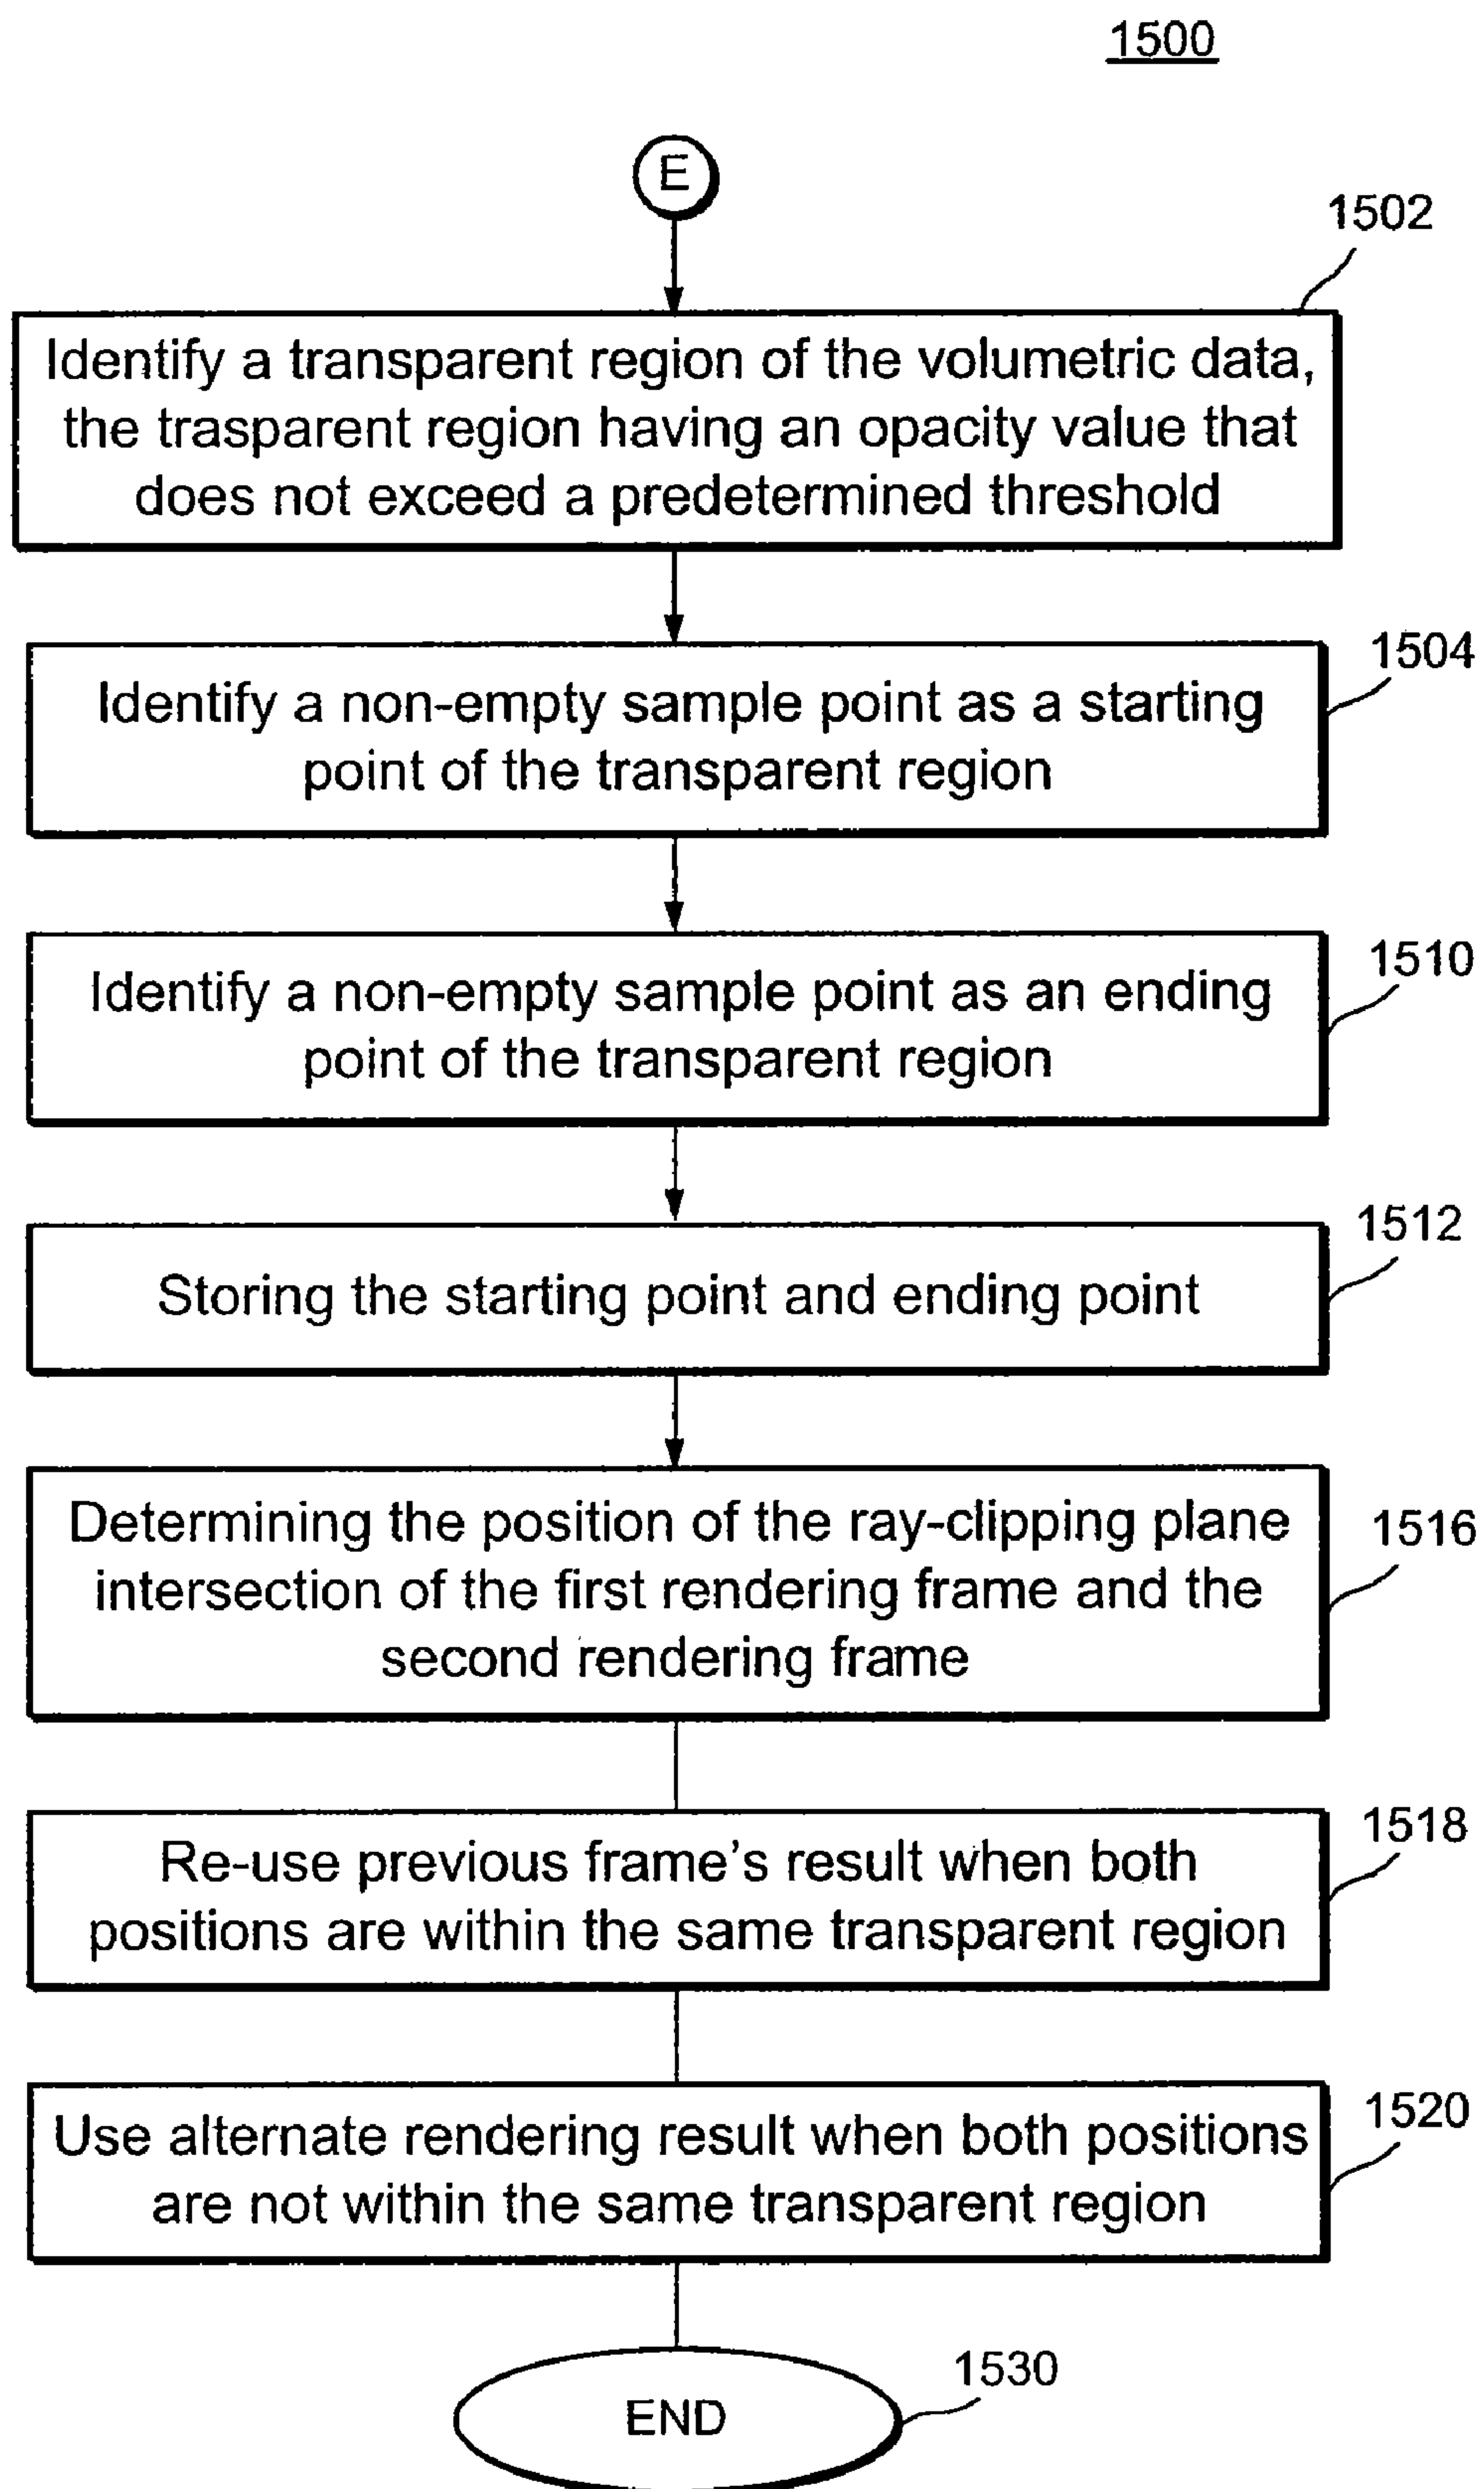 1500
E
1502
Identify a transparent region of the volumetric data,
the trasparent region having an opacity value that
does not exceed a predetermined threshold
1504
Identify a non-empty sample point as a starting
point of the transparent region
1510
Identify a non-empty sample point as an ending
point of the transparent region
1512
Storing the starting point and ending point
1516
Determining the position of the ray-clipping plane
intersection of the first rendering frame and the
second rendering frame
1518
Re-use previous frame's result when both
positions are within the same transparent region
1520
Use alternate rendering result when both positions
are not within the same transparent region
1530
END